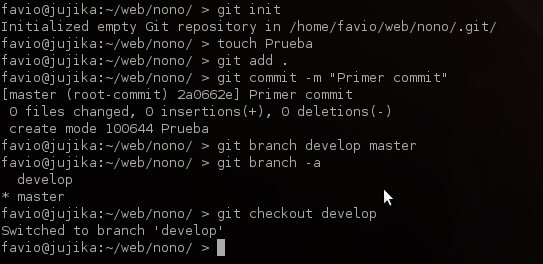 favio@jujika:~/web/nono/ > git init
Initialized empty Git repository in /home/favio/web/nono/.git/
favio@jujika:~/web/nono/ > touch Prueba
favio@jujika:~/web/nono/ > git add .
favio@jujika:~/web/nono/ > git commit -m "Primer commit"
[master (root-commit) 2a0662e] Primer commit
 0 files changed, 0 insertions(+), 0 deletions(-)
 create mode 100644 Prueba
favio@jujika:~/web/nono/ > git branch develop master
favio@jujika:~/web/nono/ > git branch -a
  develop
* master
favio@jujika:~/web/nono/ > git checkout develop
Switched to branch 'develop'
favio@jujika:~/web/nono/ >